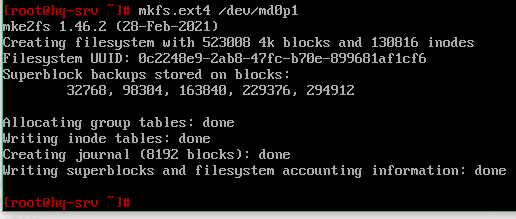 [root@hq-srv ~]# mkfs.ext4 /dev/md0p1
mke2fs 1.46.2 (28-Feb-2021)
Creating filesystem with 523008 4k blocks and 130816 inodes
Filesystem UUID: 0c2248e9-2ab8-47fc-b70e-899681af1cf6
Superblock backups stored on blocks:
        32768, 98304, 163840, 229376, 294912

Allocating group tables: done
Writing inode tables: done
Creating journal (8192 blocks): done
Writing superblocks and filesystem accounting information: done

[root@hq-srv ~]#